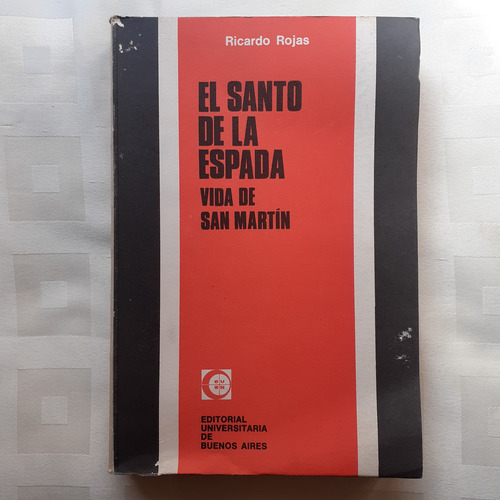 Ricardo Rojas
EL SANTO
DE LA
ESPADA
VIDA DE
SAN MARTÍN
EDITORIAL
UNIVERSITARIA
DE
BUENOS AIRES